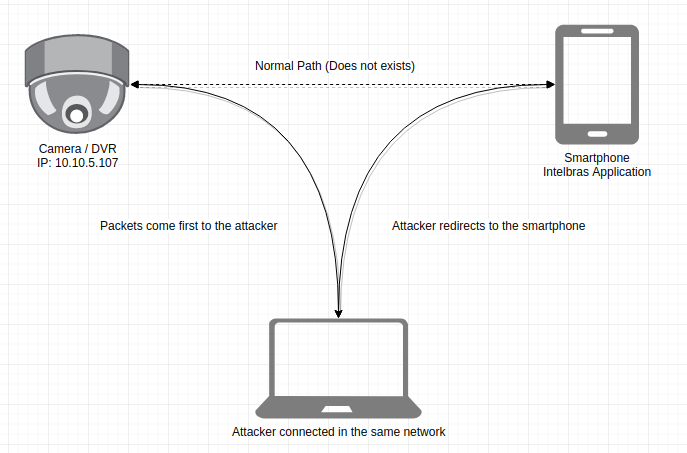 Normal Path (Does not exists)
Camera / DVR
IP: 10.10.5.107
Smartphone
Intelbras Application
Packets come first to the attacker
Attacker redirects to the smartphone
Attacker connected in the same network